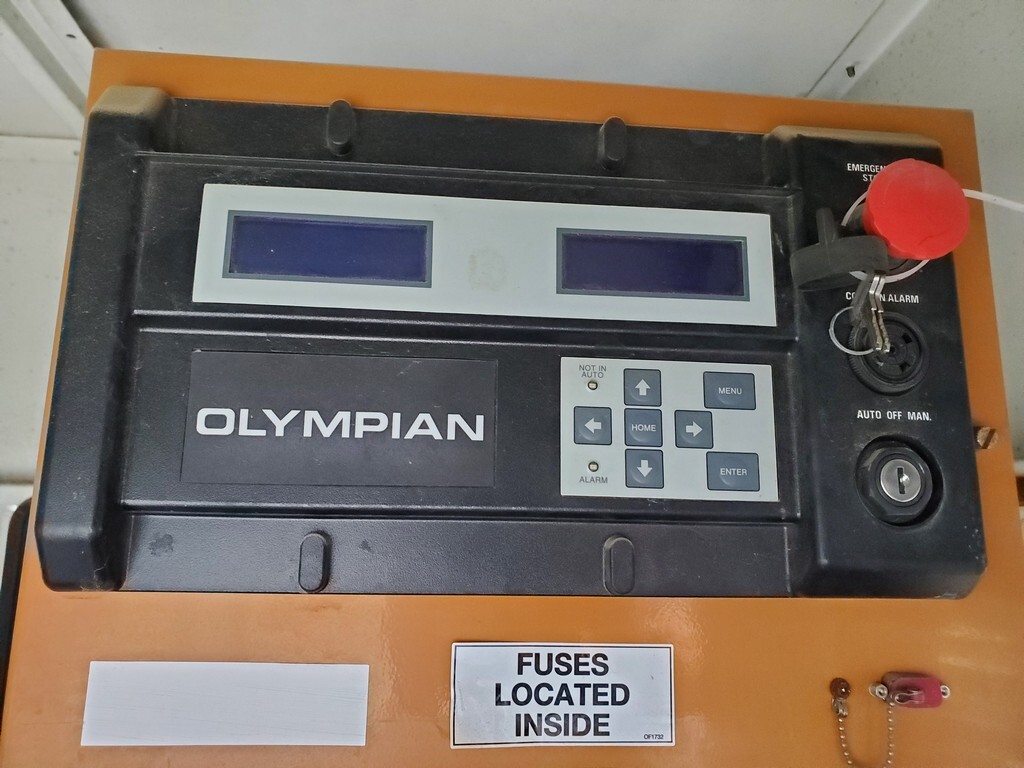 ALARM
AUTO OFF MAN.
OLYMPIAN
NOT IN
AUTO
MENU
HOME
ENTER
ALARM
FUSES
LOCATED
INSIDE
OF1732